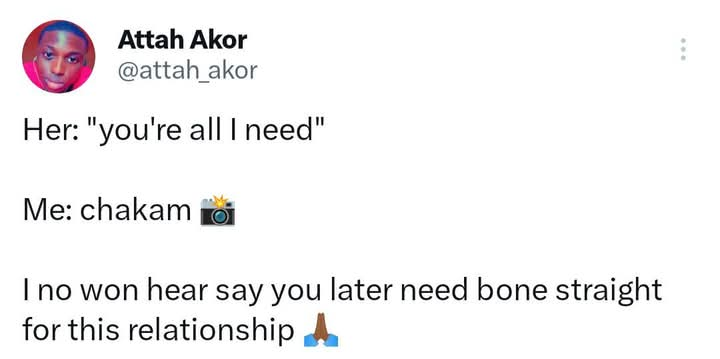 Attah Akor
@attah_akor
Her: "you're all I need"
Me: chakam 📸
I no won hear say you later need bone straight
for this relationship 🙏🏾